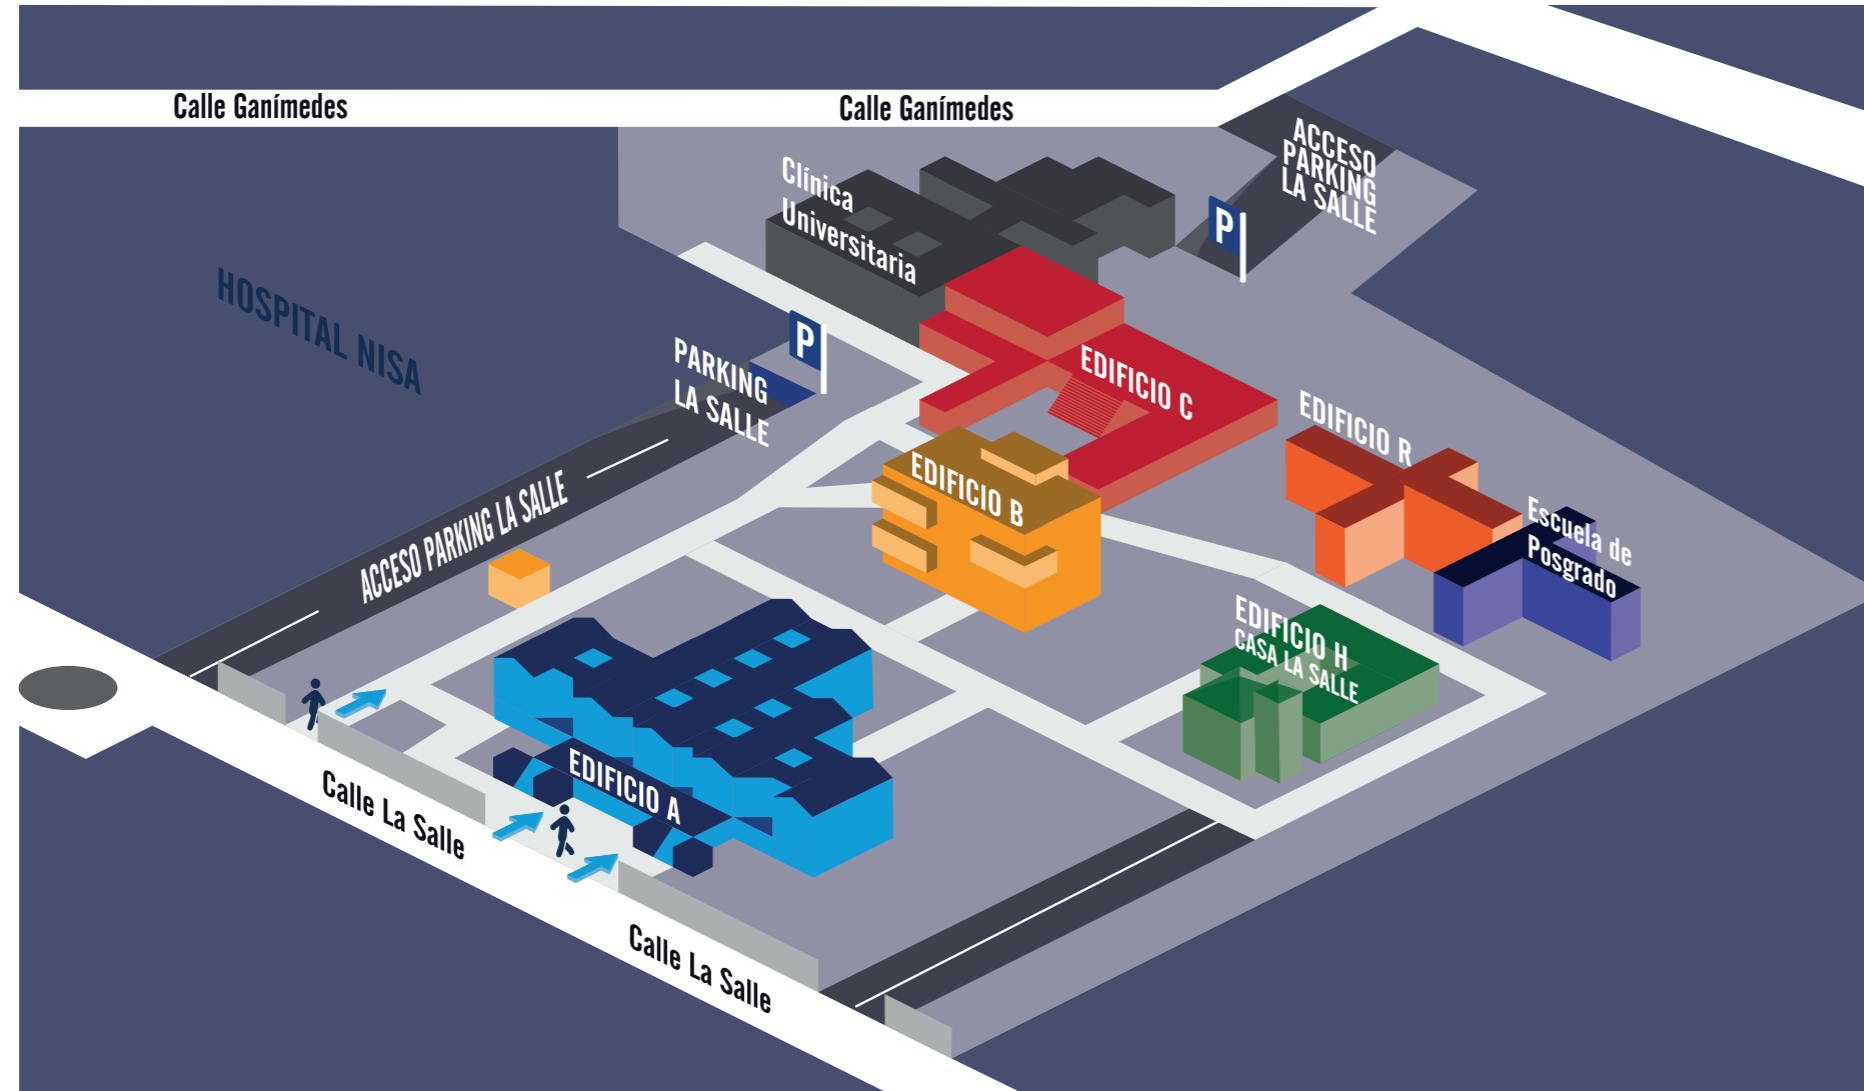 Calle Ganímedes
Calle Ganímedes
ACCESO
PARKING
LA SALLE
Clínica
Universitaria
P
HOSPITAL NISA
P
PARKING
LA SALLE
EDIFICIO C
EDIFICIO R
EDIFICIO B
ACCESO PARKING LA SALLE
Escuela de
Posgrado
EDIFICIO H
CASA LA SALLE
EDIFICIO A
Calle La Salle
Calle La Salle